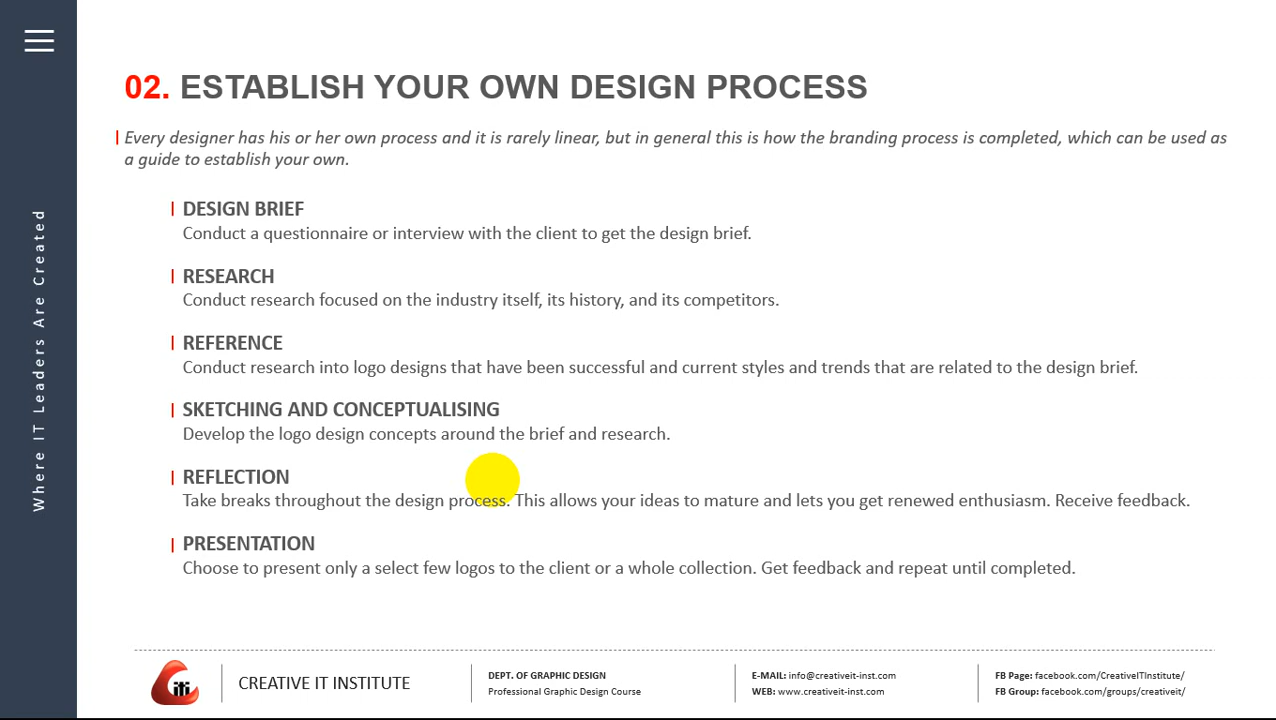 02. ESTABLISH YOUR OWN DESIGN PROCESS
Every designer has his or her own process and it is rarely linear, but in general this is how the branding process is completed, which can be used as
a guide to establish your own.
DESIGN BRIEF
Conduct a questionnaire or interview with the client to get the design brief.
RESEARCH
Conduct research focused on the industry itself, its history, and its competitors.
REFERENCE
Conduct research into logo designs that have been successful and current styles and trends that are related to the design brief.
SKETCHING AND CONCEPTUALISING
Develop the logo design concepts around the brief and research.
REFLECTION
Take breaks throughout the design process. This allows your ideas to mature and lets you get renewed enthusiasm. Receive feedback.
PRESENTATION
Choose to present only a select few logos to the client or a whole collection. Get feedback and repeat until completed.
Where IT Leaders Are Created
iti
CREATIVE IT INSTITUTE
DEPT. OF GRAPHIC DESIGN
Professional Graphic Design Course
E-MAIL: info@creativeit-inst.com
WEB: www.creativeit-inst.com
FB Page: facebook.com/CreativeITInstitute/
FB Group: facebook.com/groups/creativeit/